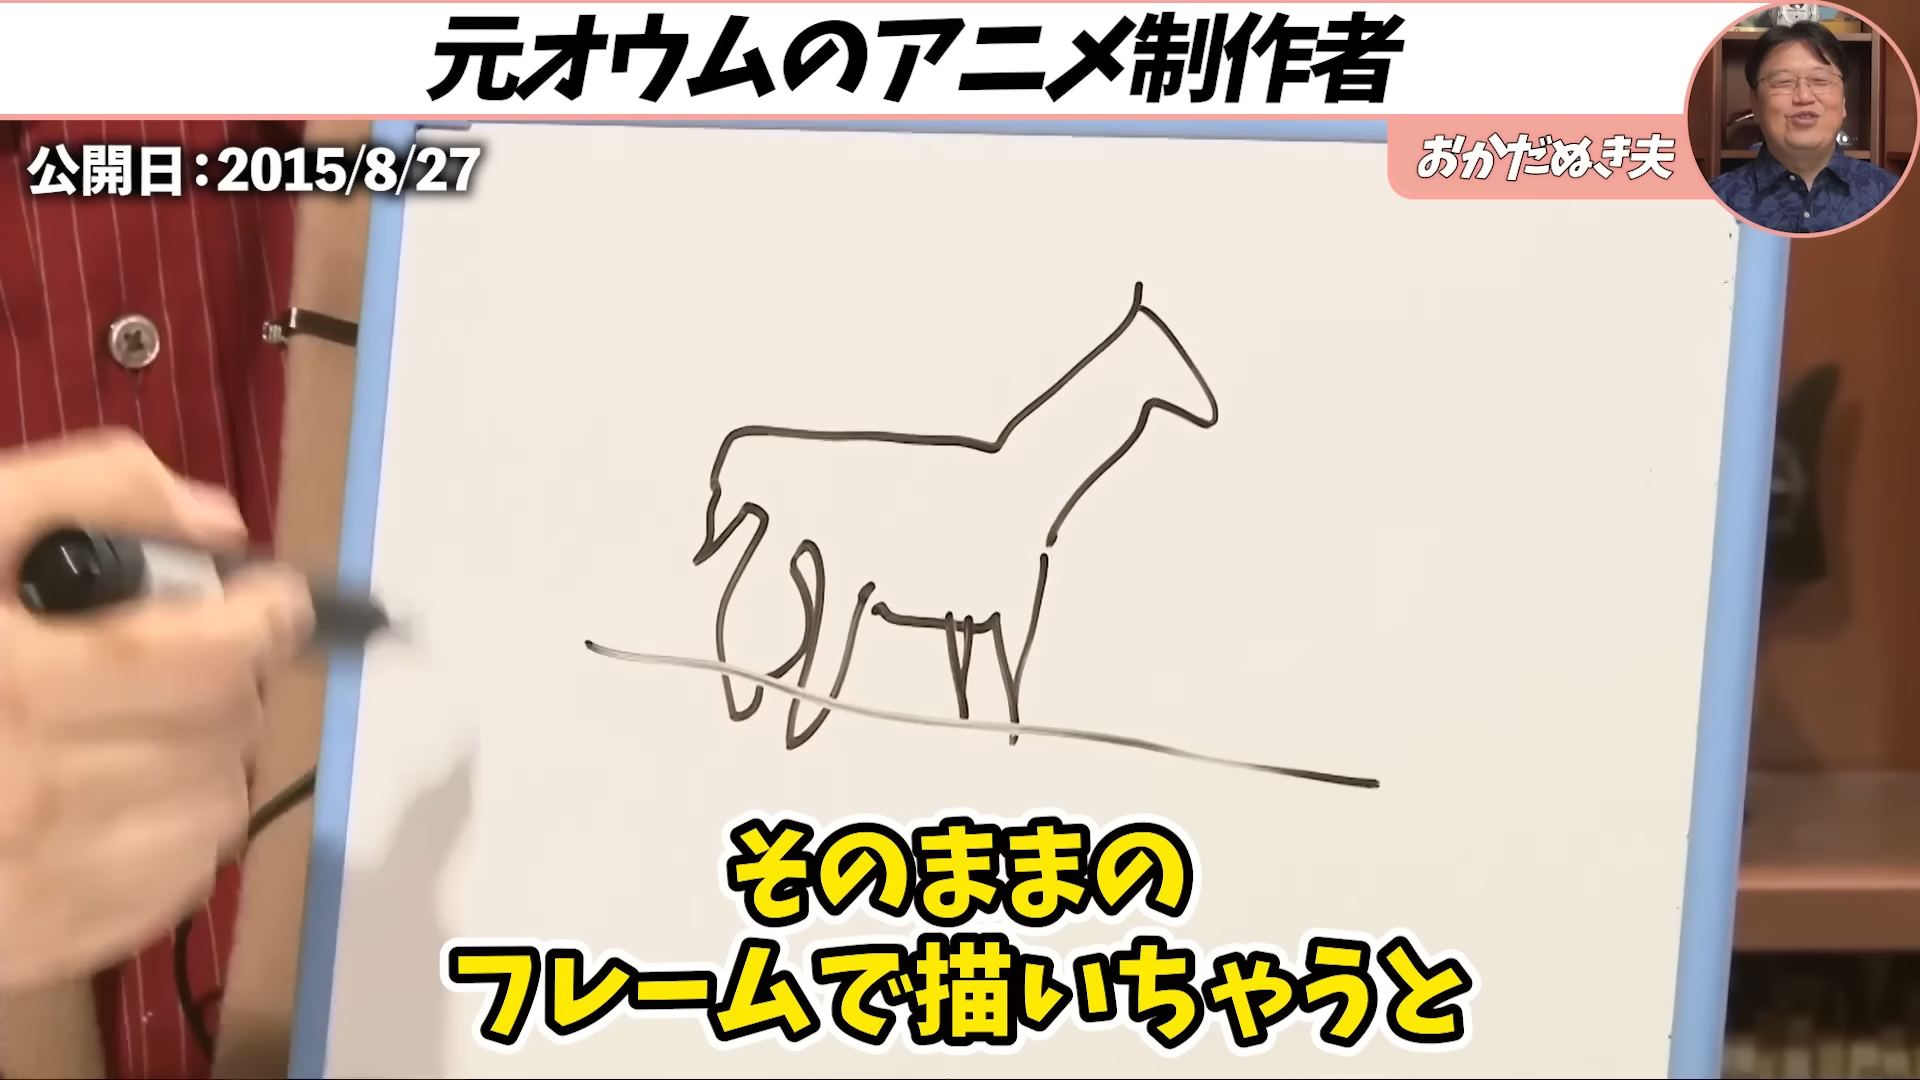 元オウムのアニメ制作者
おかだぬき夫
公開日:2015/8/27
そのままの
フレームで描いちゃうと